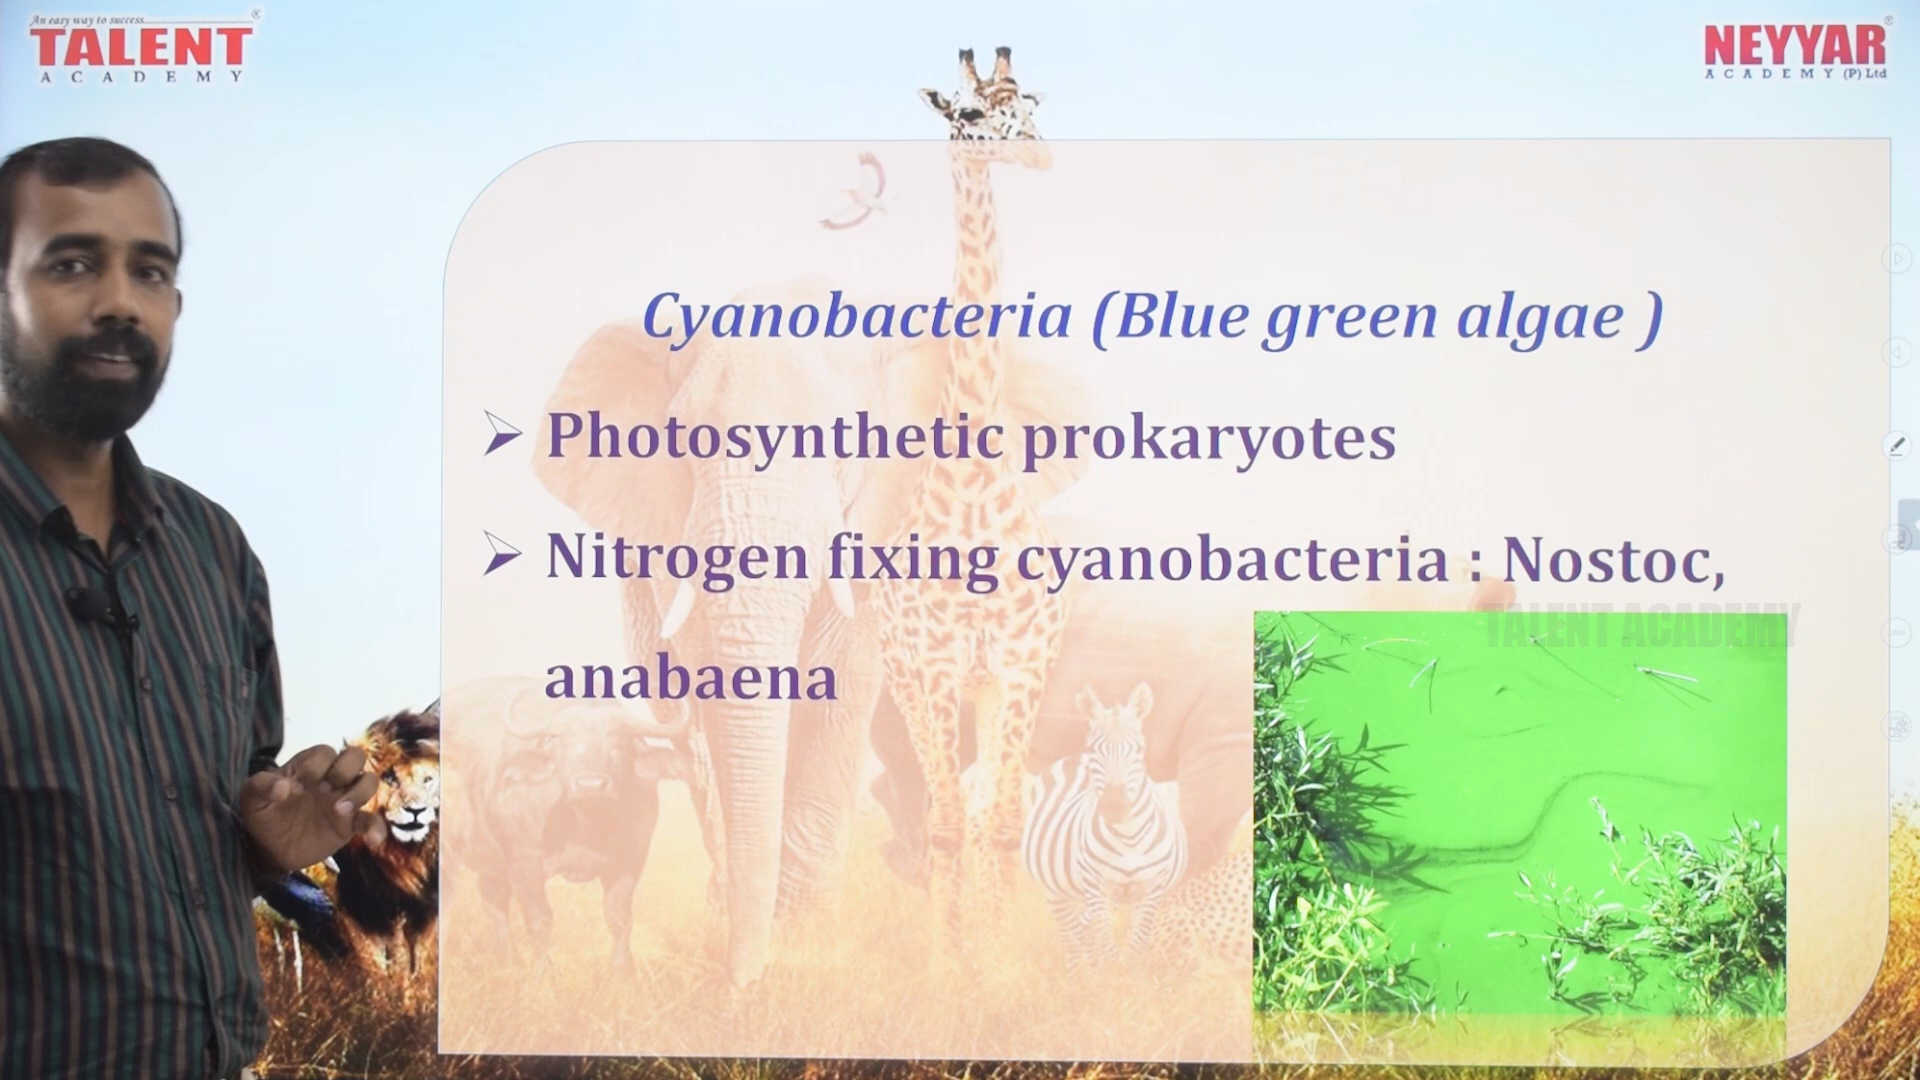 An easy way to success
TALENT
ACADEMY
NEYYAR
ACADEMY (P) Ltd
Cyanobacteria (Blue green algae )
Photosynthetic prokaryotes
Nitrogen fixing cyanobacteria : Nostoc,
TALENT ACADEMY
anabaena